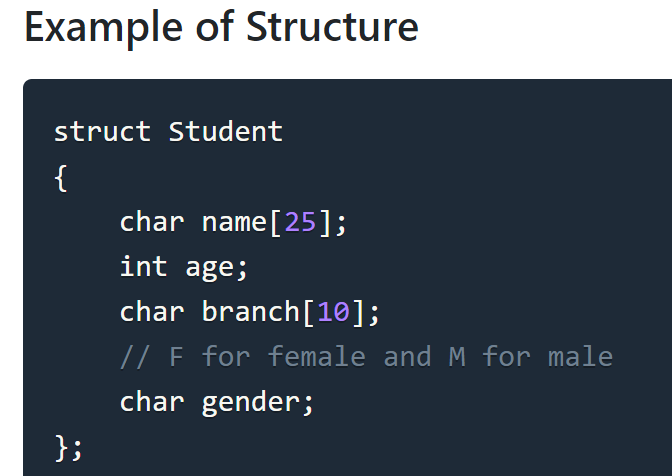 Example of Structure
struct Student
{
    char name[25];
    int age;
    char branch[10];
    // F for female and M for male
    char gender;
};